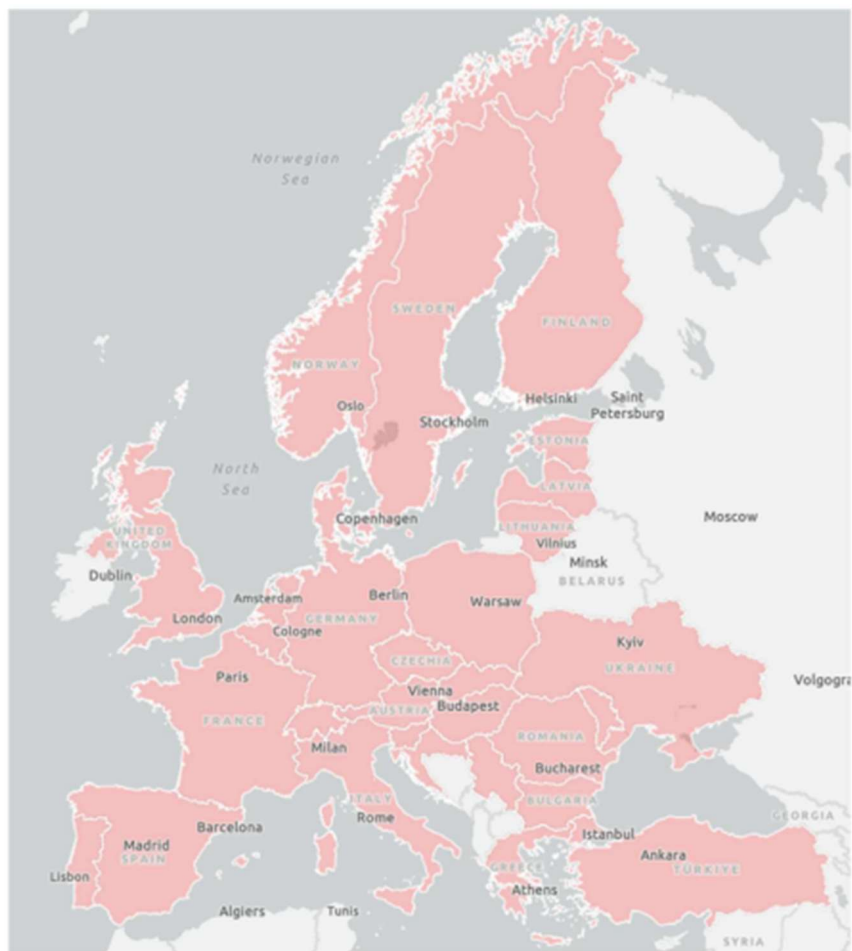 Norwegian
Sea
SWEDEN
FINLAND
NORWAY
Oslo
Helsinki
Saint
Petersburg
Stockholm
ESTONIA
North
Sea
LATVIA
Copenhagen
Moscow
LITHUANIA
UNITED
KINGDOM
Vilnius
Minsk
BELARUS
Dublin
Amsterdam
Berlin
Warsaw
London
GERMANY
Cologne
Kyiv
UKRAINE
CZECHIA
Paris
Volgogra
Vienna
Budapest
AUSTRIA
FRANCE
ROMANIA
Milan
Bucharest
ITALY
BULGARIA
Rome
GEORGIA
Barcelona
Istanbul
Madrid
SPAIN
Ankara
TÜRKIYE
GREECE
Lisbon
Athens
Algiers
Tunis
SYRIA